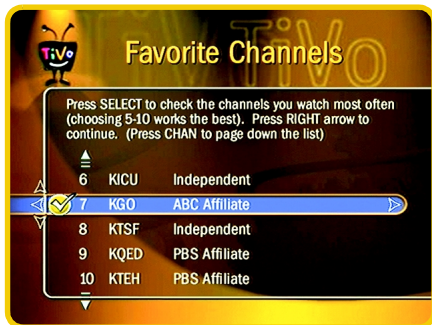 TiVo
TiVo
Favorite Channels
Press SELECT to check the channels you watch most often
(choosing 5-10 works the best). Press RIGHT arrow to
continue. (Press CHAN to page down the list)
6 KICU Independent
7 KGO ABC Affiliate
8 KTSF Independent
9 KQED PBS Affiliate
10 KTEH PBS Affiliate